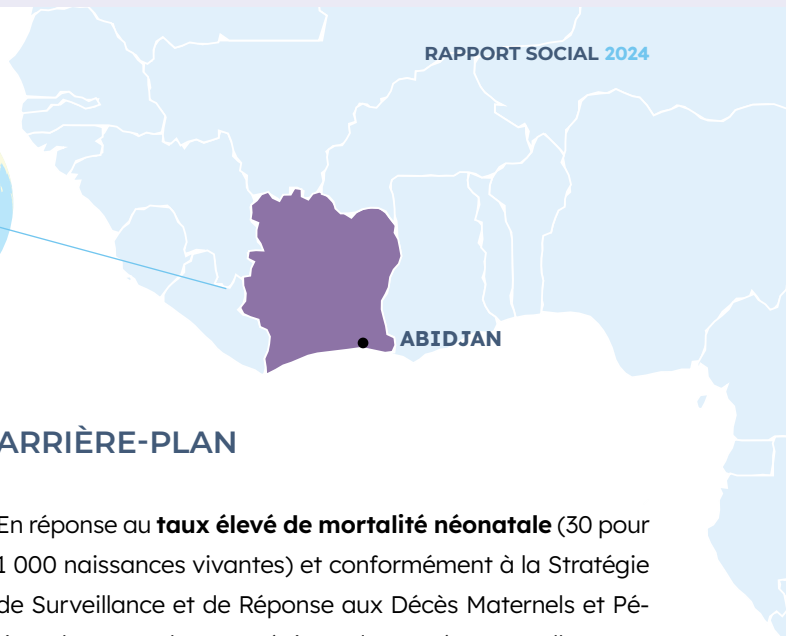 RAPPORT SOCIAL 2024
ABIDJAN
ARRIÈRE-PLAN
En réponse au taux élevé de mortalité néonatale (30 pour
1 000 naissances vivantes) et conformément à la Stratégie
de Surveillance et de Réponse aux Décès Maternels et Pé-